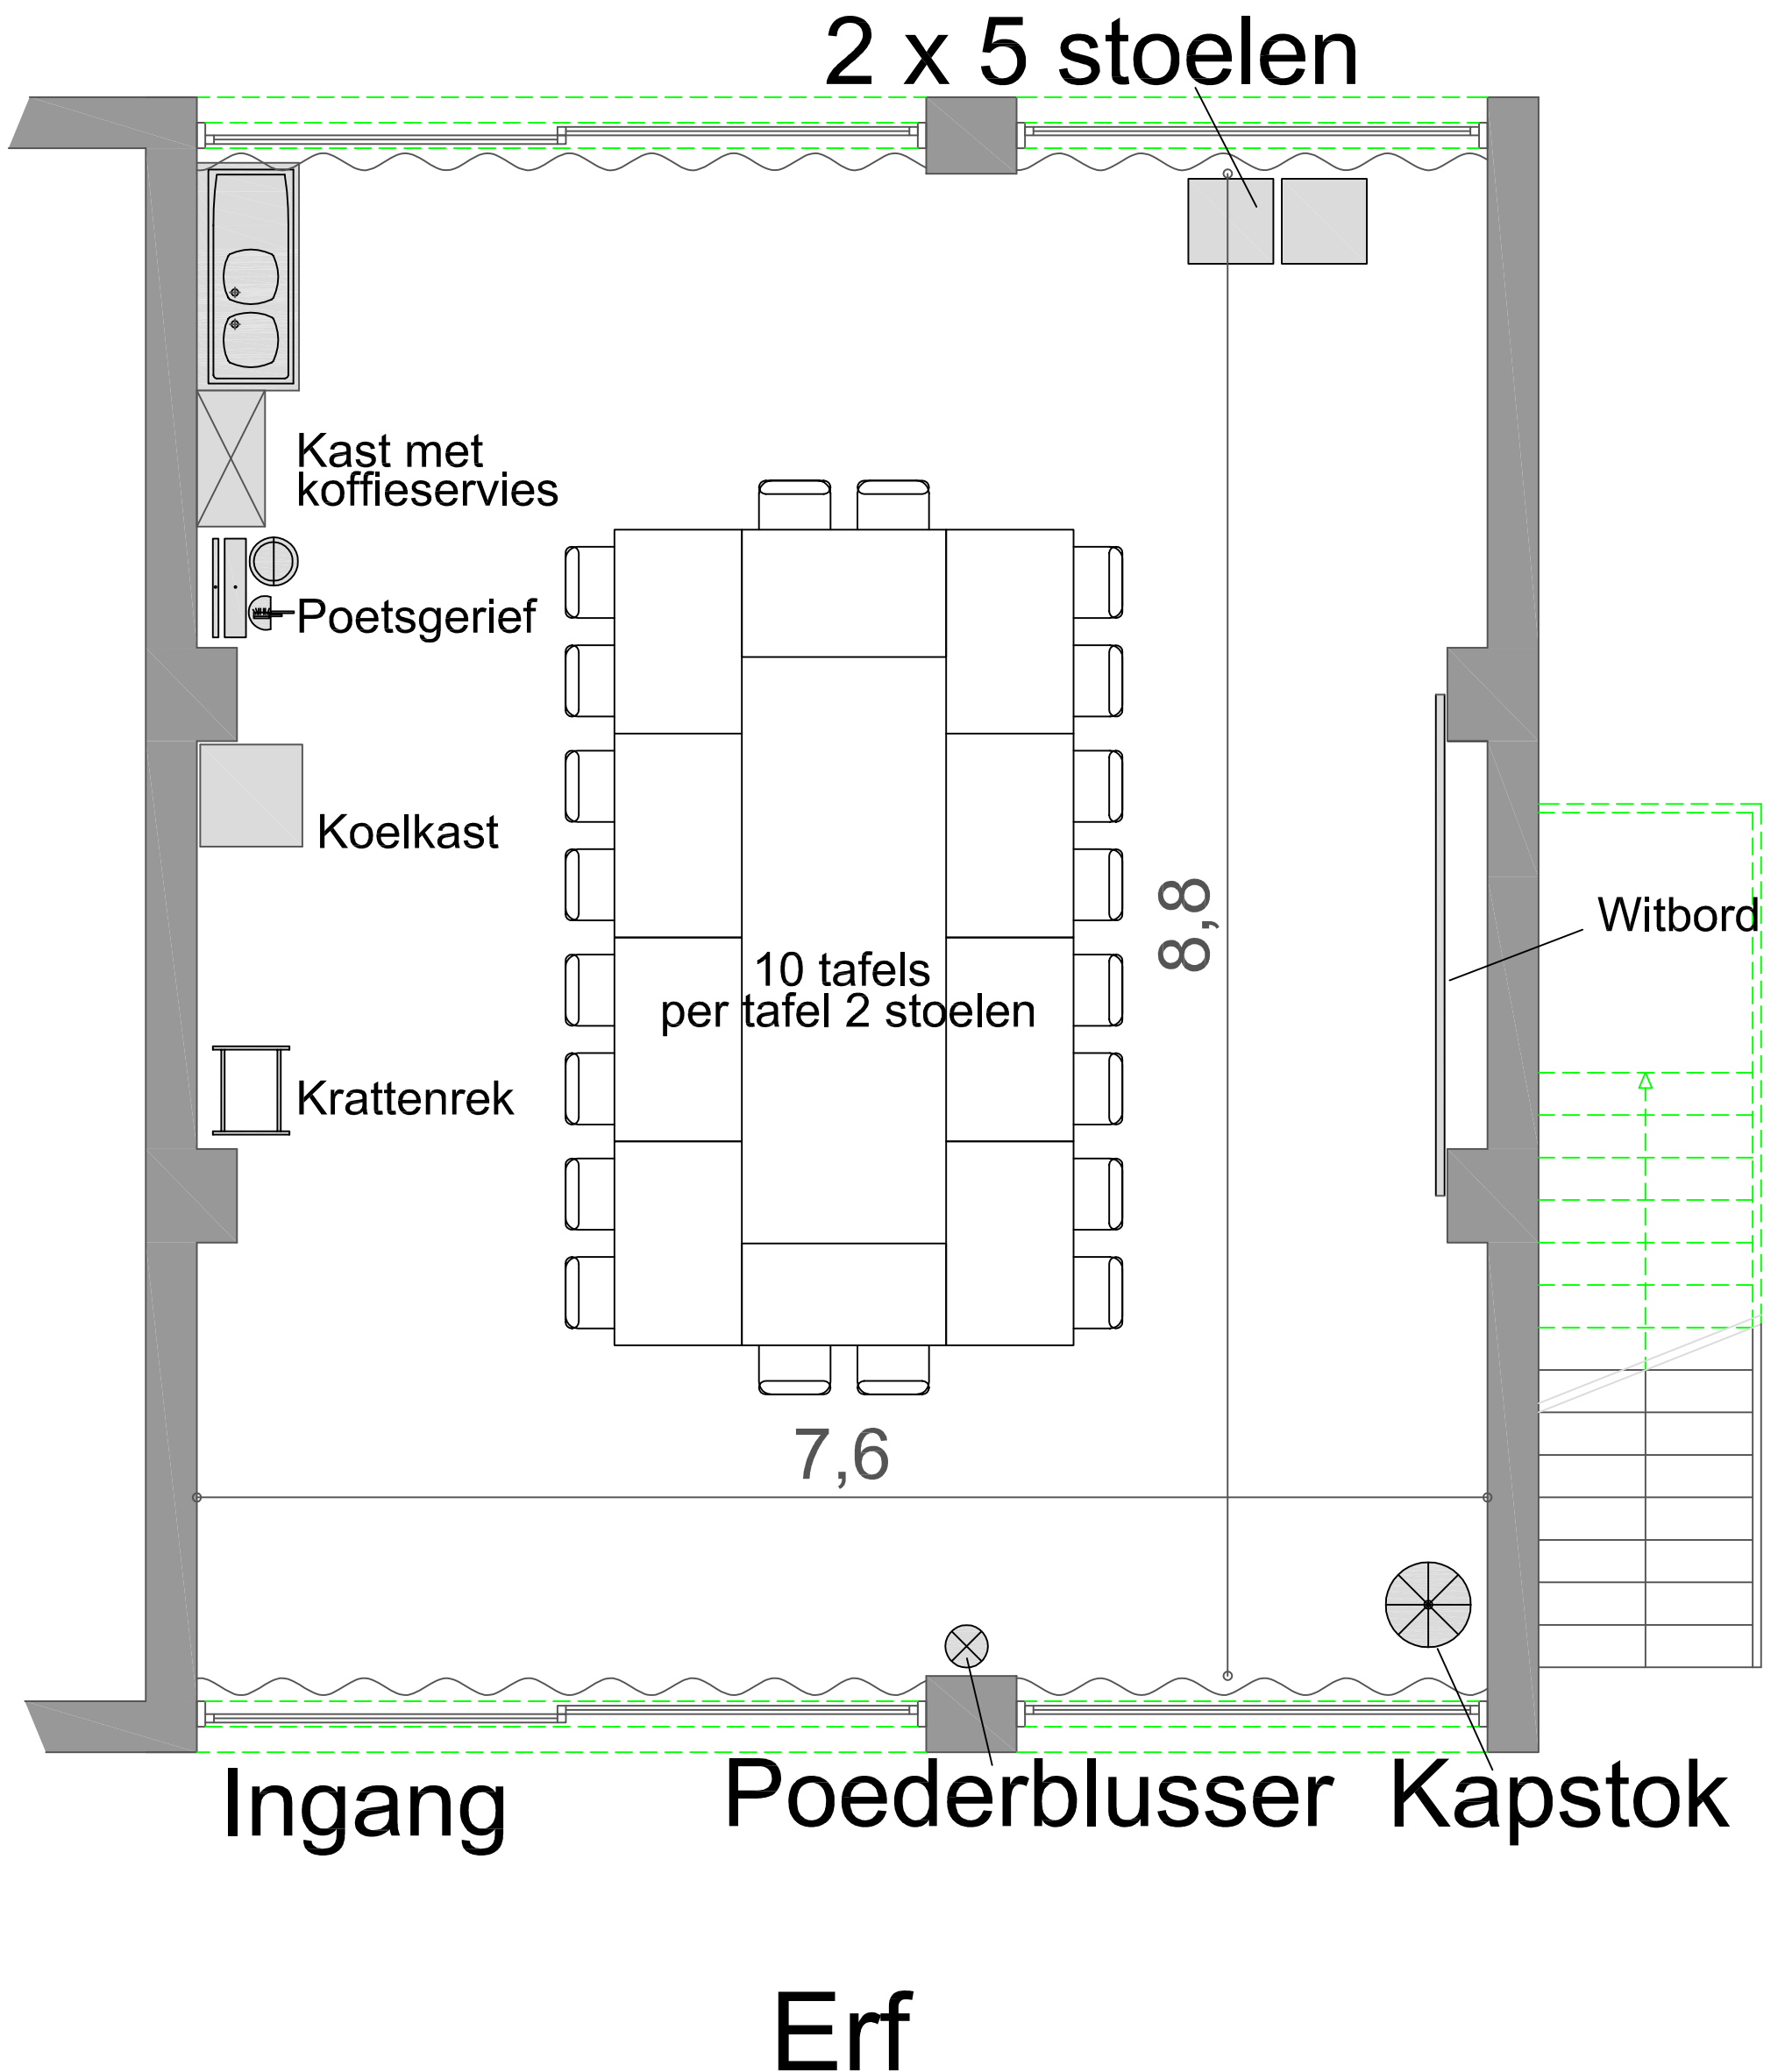 2 x 5 stoelen
Kast met
koffieservies
Poetsgerief
Koelkast
8,8
Witbord
10 tafels
per tafel 2 stoelen
Krattenrek
7,6
Ingang
Poederblusser
Kapstok
Erf